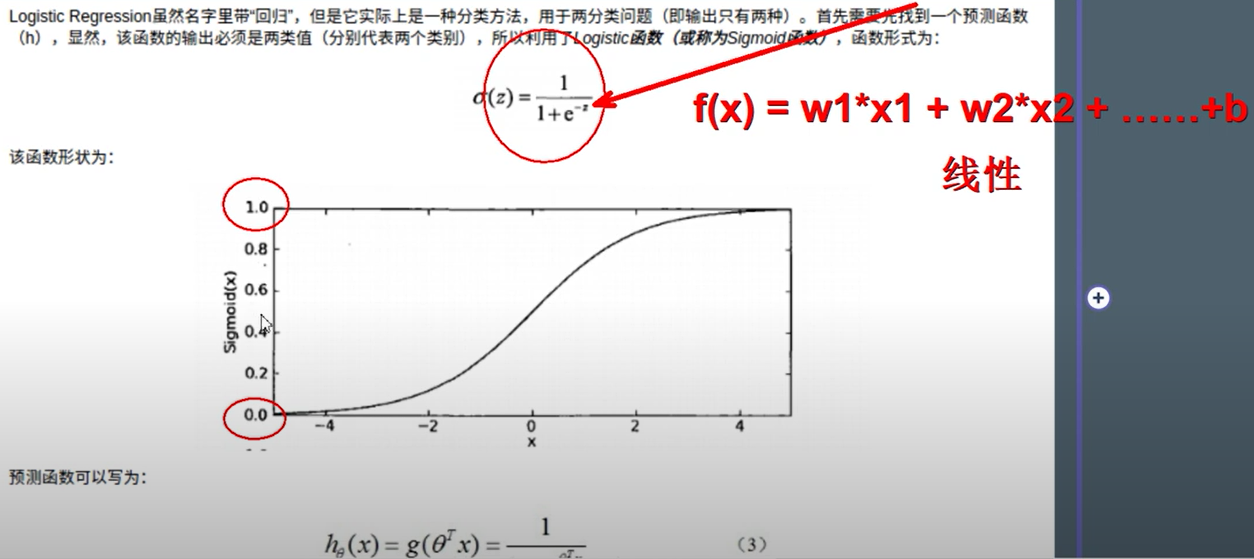 Logistic Regression虽然名字里带“回归”，但是它实际上是一种分类方法，用于两分类问题（即输出只有两种）。首先需要先找到一个预测函数
（h），显然，该函数的输出必须是两类值（分别代表两个类别），所以利用了Logistic函数（或称为Sigmoid函数），函数形式为：
σ(z) = 1 / (1+e^-z)
f(x) = w1*x1 + w2*x2 + ……+b
线性
该函数形状为：
1.0
0.8
0.6
0.4
0.2
0.0
Sigmoid(x)
−4 −2 0 2 4
x
预测函数可以写为：
hθ(x) = g(θ^T x) = 1 （3）